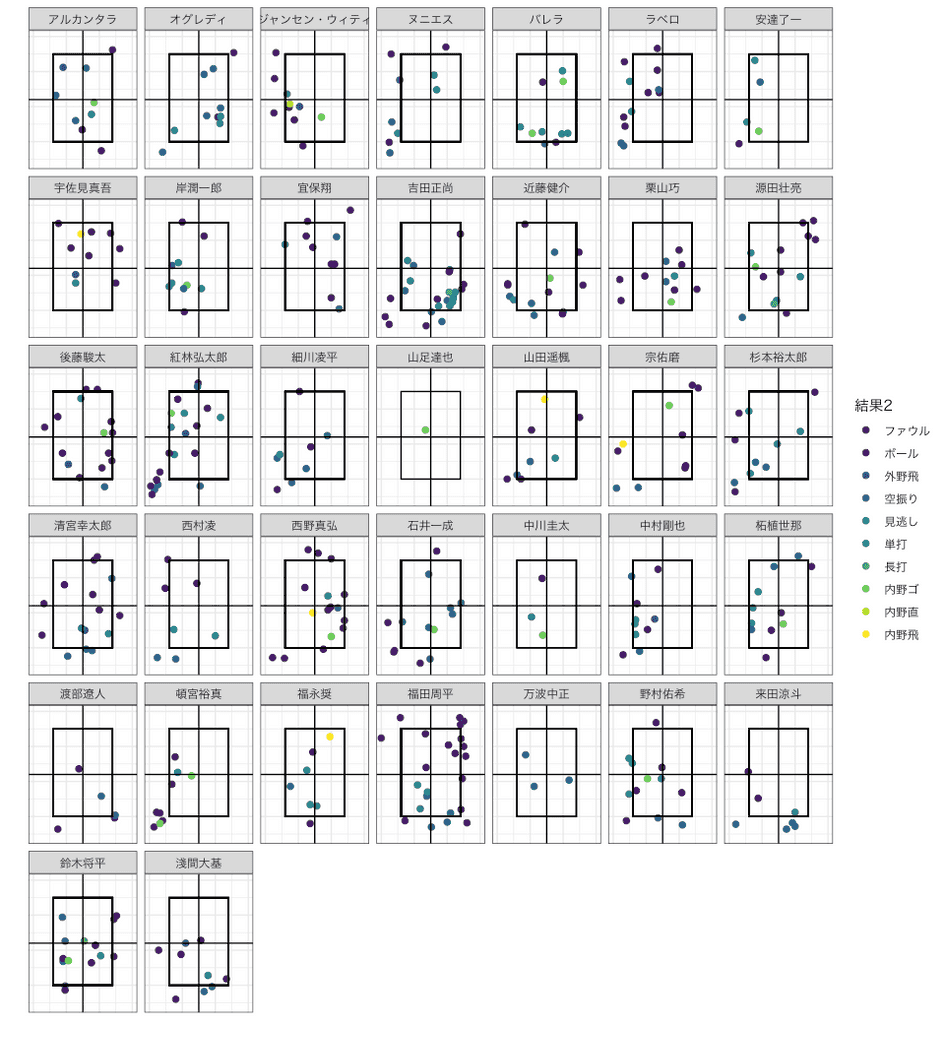 アルカンタラ
オグレディ
ジャンセン・ウィティ
ヌニエス
バレラ
ラベロ
安達了一
宇佐見真吾
岸潤一郎
宜保翔
吉田正尚
近藤健介
栗山巧
源田壮亮
後藤駿太
紅林弘太郎
細川凌平
山足達也
山田遥楓
宗佑磨
杉本裕太郎
清宮幸太郎
西村凌
西野真弘
石井一成
中川圭太
中村剛也
柘植世那
渡部遼人
頓宮裕真
福永奨
福田周平
万波中正
野村佑希
来田涼斗
鈴木将平
淺間大基
結果2
ファウル
ボール
外野飛
空振り
見逃し
単打
長打
内野ゴ
内野直
内野飛